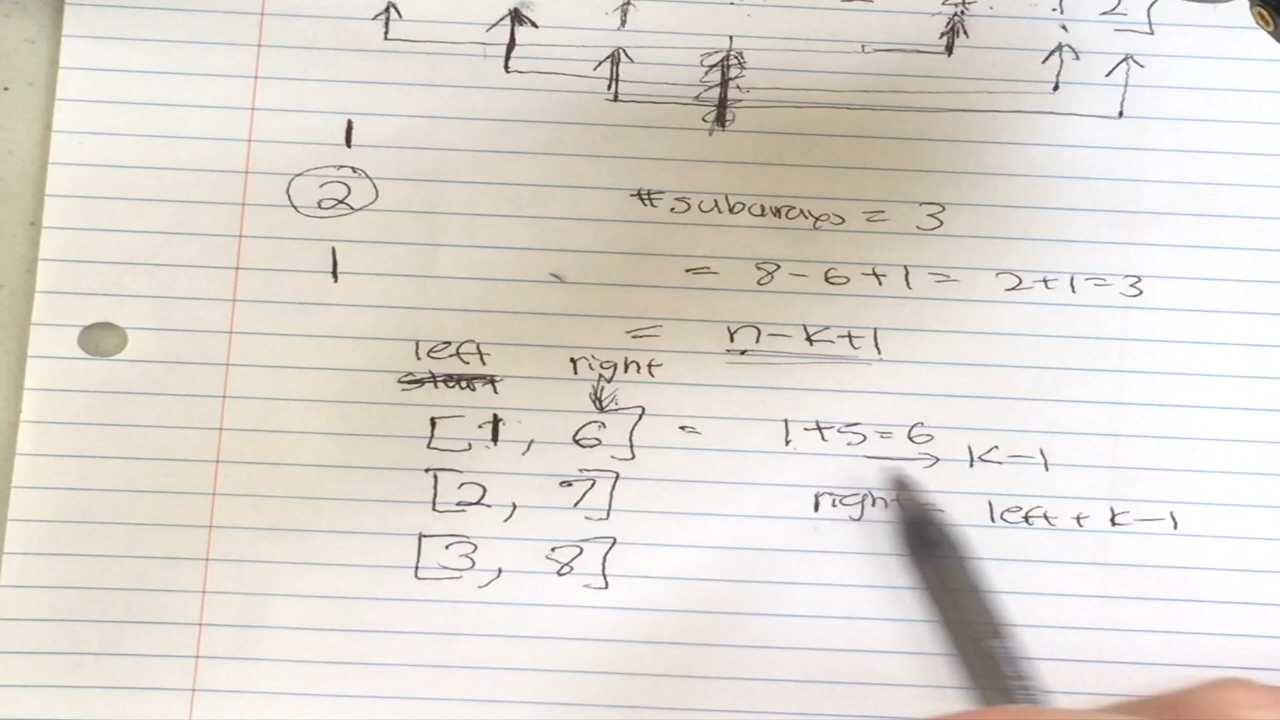 1
2
#subarrays = 3
1
= 8-6+1 = 2+1=3
= n-k+1
left
right
start
[1, 6] = 1+5=6
→ k-1
[2, 7]
right = left + k-1
[3, 8]